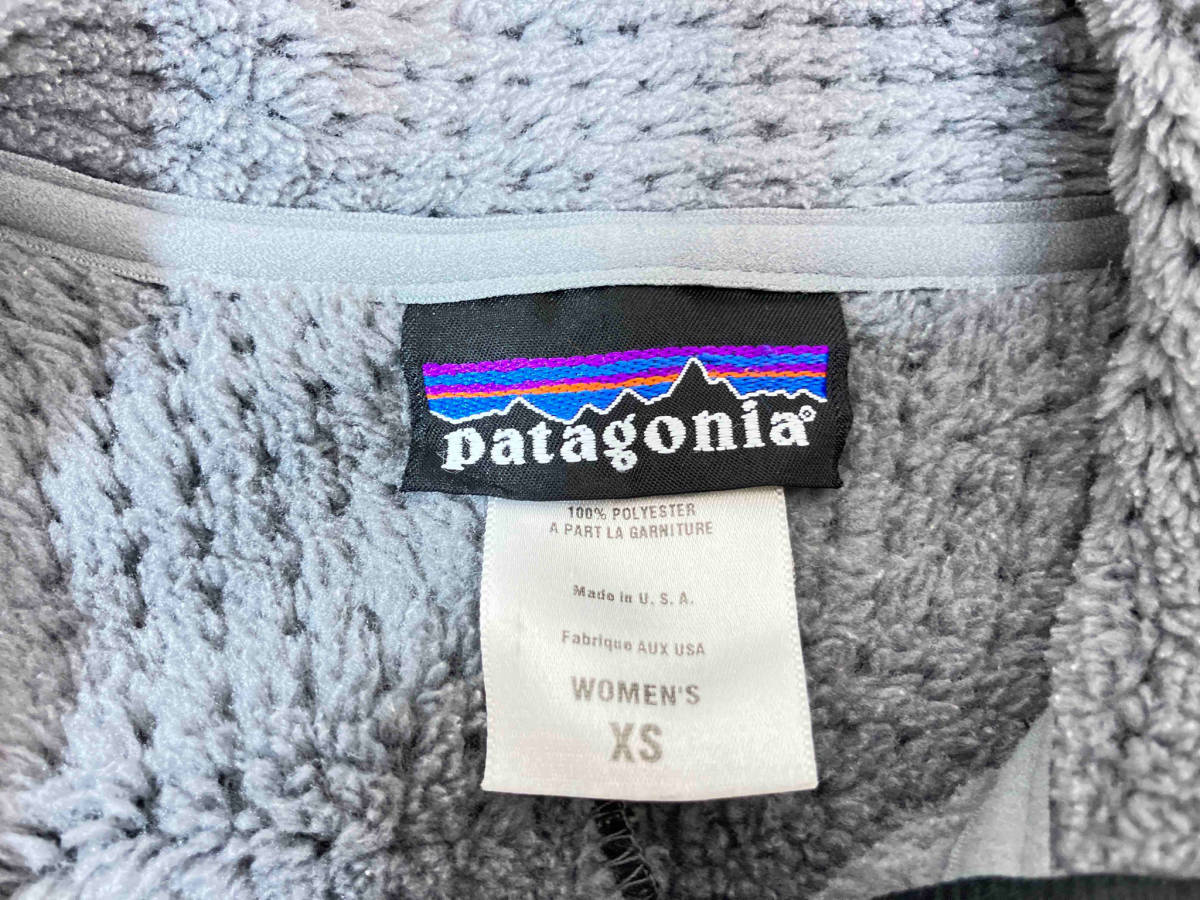 patagonia®
100% POLYESTER
A PART LA GARNITURE
Made in U.S.A.
Fabrique AUX USA
WOMEN'S
XS